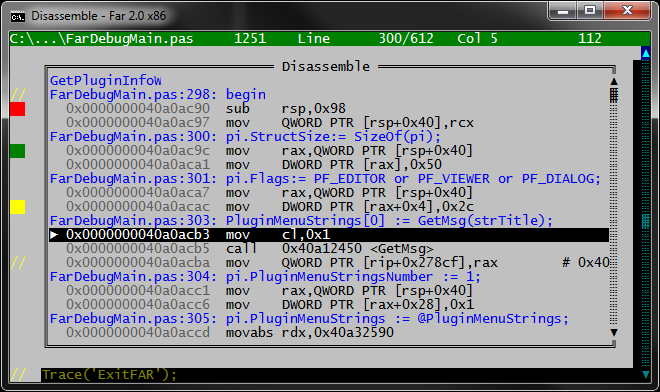 Disassemble - Far 2.0 x86
C:\...\FarDebugMain.pas 1251 Line 300/612 Col 5 112
Disassemble
GetPluginInfoW
// FarDebugMain.pas:298: begin
0x0000000040a0ac90 sub rsp,0x98
0x0000000040a0ac97 mov QWORD PTR [rsp+0x40],rcx
FarDebugMain.pas:300: pi.StructSize:= SizeOf(pi);
0x0000000040a0ac9c mov rax,QWORD PTR [rsp+0x40]
0x0000000040a0aca1 mov DWORD PTR [rax],0x50
FarDebugMain.pas:301: pi.Flags:= PF_EDITOR or PF_VIEWER or PF_DIALOG;
0x0000000040a0aca7 mov rax,QWORD PTR [rsp+0x40]
0x0000000040a0acac mov DWORD PTR [rax+0x4],0x2c
FarDebugMain.pas:303: PluginMenuStrings[0] := GetMsg(strTitle);
► 0x0000000040a0acb3 mov cl,0x1
0x0000000040a0acb5 call 0x40a12450 <GetMsg>
// 0x0000000040a0acba mov QWORD PTR [rip+0x278cf],rax # 0x40
FarDebugMain.pas:304: pi.PluginMenuStringsNumber := 1;
0x0000000040a0acc1 mov rax,QWORD PTR [rsp+0x40]
0x0000000040a0acc6 mov DWORD PTR [rax+0x28],0x1
FarDebugMain.pas:305: pi.PluginMenuStrings := @PluginMenuStrings;
0x0000000040a0accd movabs rdx,0x40a32590
// Trace('ExitFAR');